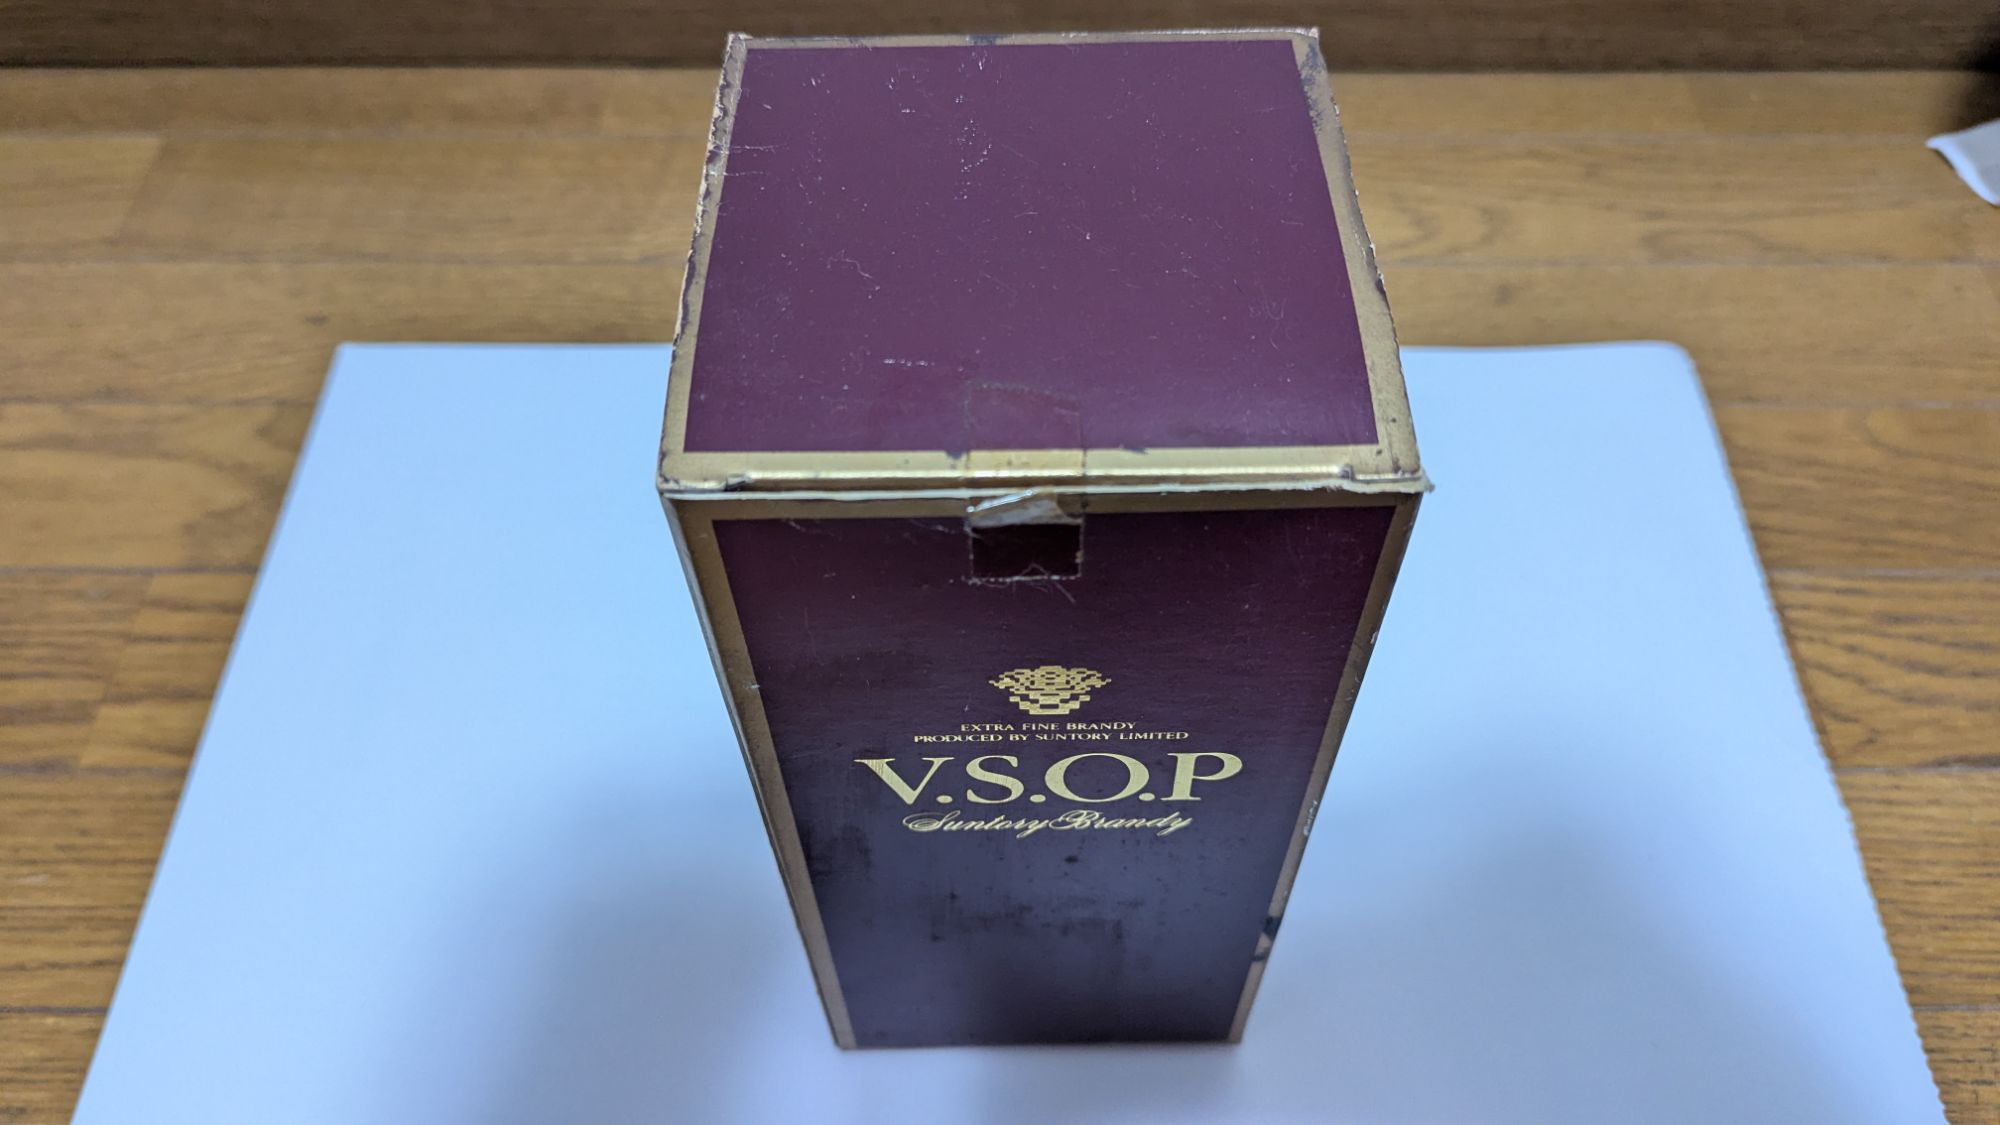 EXTRA FINE BRANDY
PRODUCED BY SUNTORY LIMITED
V.S.O.P
Suntory Brandy